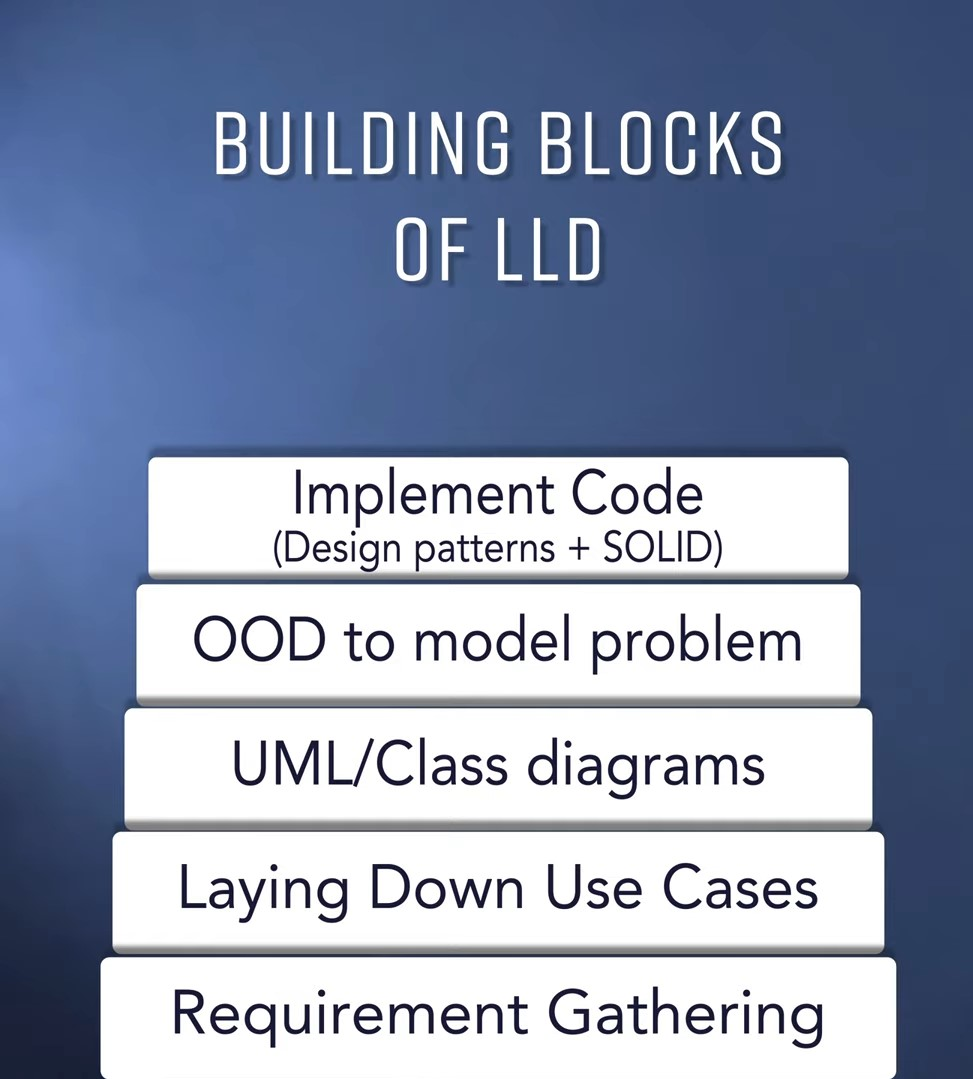 BUILDING BLOCKS
OF LLD
Implement Code
(Design patterns + SOLID)
OOD to model problem
UML/Class diagrams
Laying Down Use Cases
Requirement Gathering